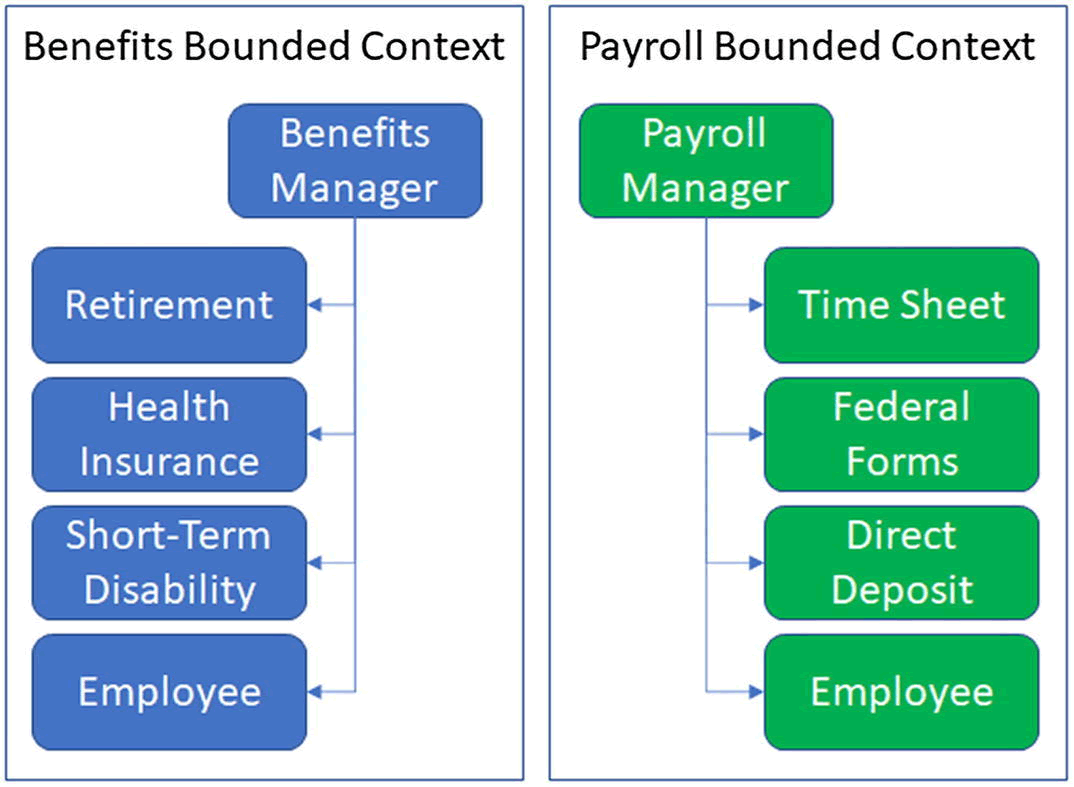 Benefits Bounded Context
Benefits
Manager
Retirement
Health
Insurance
Short-Term
Disability
Employee
Payroll Bounded Context
Payroll
Manager
Time Sheet
Federal
Forms
Direct
Deposit
Employee